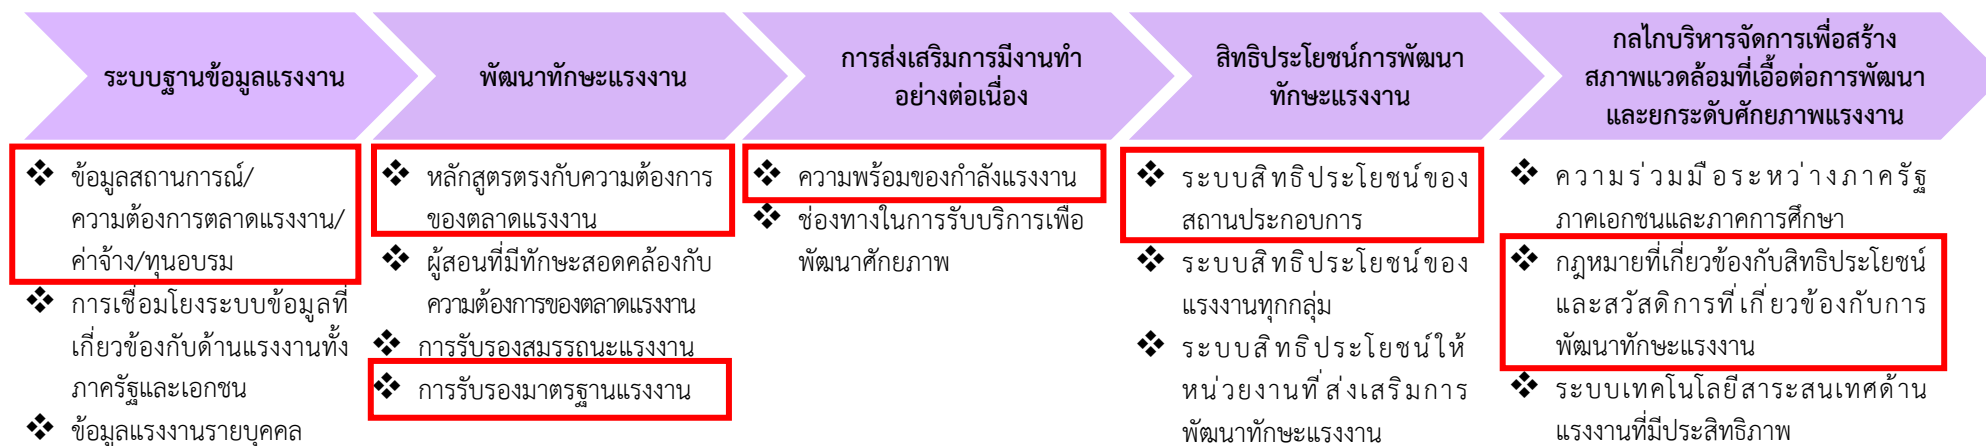 ระบบฐานข้อมูลแรงงาน
พัฒนาทักษะแรงงาน
การส่งเสริมการมีงานทำ
อย่างต่อเนื่อง
สิทธิประโยชน์การพัฒนา
ทักษะแรงงาน
กลไกบริหารจัดการเพื่อสร้าง
สภาพแวดล้อมที่เอื้อต่อการพัฒนา
และยกระดับศักยภาพแรงงาน
❖ ข้อมูลสถานการณ์/
ความต้องการตลาดแรงงาน/
ค่าจ้าง/ทุนอบรม
❖ การเชื่อมโยงระบบข้อมูลที่
เกี่ยวข้องกับด้านแรงงานทั้ง
ภาครัฐและเอกชน
❖ ข้อมูลแรงงานรายบุคคล
❖ หลักสูตรตรงกับความต้องการ
ของตลาดแรงงาน
❖ ผู้สอนที่มีทักษะสอดคล้องกับ
ความต้องการของตลาดแรงงาน
❖ การรับรองสมรรถนะแรงงาน
❖ การรับรองมาตรฐานแรงงาน
❖ ความพร้อมของกำลังแรงงาน
❖ ช่องทางในการรับบริการเพื่อ
พัฒนาศักยภาพ
❖ ระบบสิทธิประโยชน์ของ
สถานประกอบการ
❖ ระบบสิทธิประโยชน์ของ
แรงงานทุกกลุ่ม
❖ ระบบสิทธิประโยชน์ให้
หน่วยงานที่ส่งเสริมการ
พัฒนาทักษะแรงงาน
❖ ความร่วมมือระหว่างภาครัฐ
ภาคเอกชนและภาคการศึกษา
❖ กฎหมายที่เกี่ยวข้องกับสิทธิประโยชน์
และสวัสดิการที่เกี่ยวข้องกับการ
พัฒนาทักษะแรงงาน
❖ ระบบเทคโนโลยีสาระสนเทศด้าน
แรงงานที่มีประสิทธิภาพ